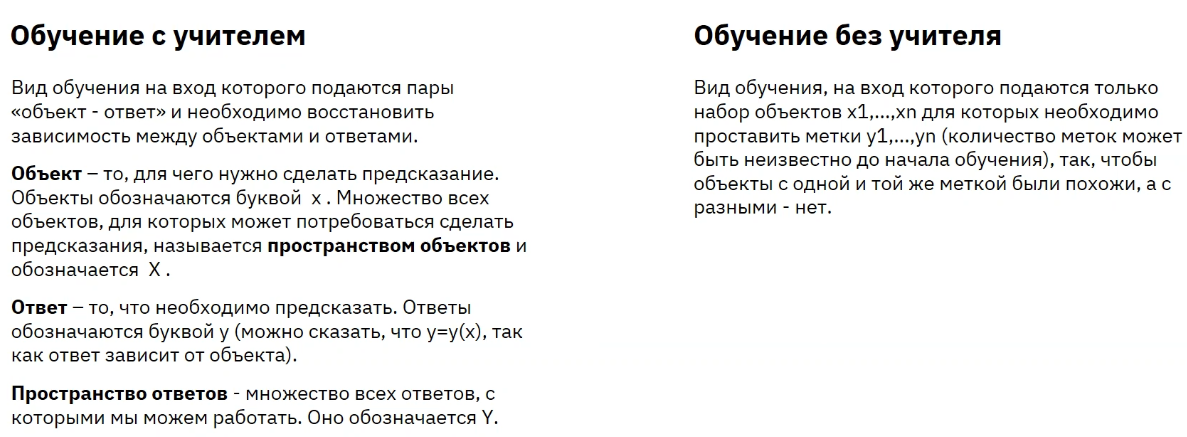 Обучение с учителем
Вид обучения на вход которого подаются пары
«объект - ответ» и необходимо восстановить
зависимость между объектами и ответами.
Объект – то, для чего нужно сделать предсказание.
Объекты обозначаются буквой x . Множество всех
объектов, для которых может потребоваться сделать
предсказания, называется пространством объектов и
обозначается X .
Ответ – то, что необходимо предсказать. Ответы
обозначаются буквой y (можно сказать, что y=y(x), так
как ответ зависит от объекта).
Пространство ответов - множество всех ответов, с
которыми мы можем работать. Оно обозначается Y.
Обучение без учителя
Вид обучения, на вход которого подаются только
набор объектов x1,...,xn для которых необходимо
проставить метки y1,...,yn (количество меток может
быть неизвестно до начала обучения), так, чтобы
объекты с одной и той же меткой были похожи, а с
разными - нет.